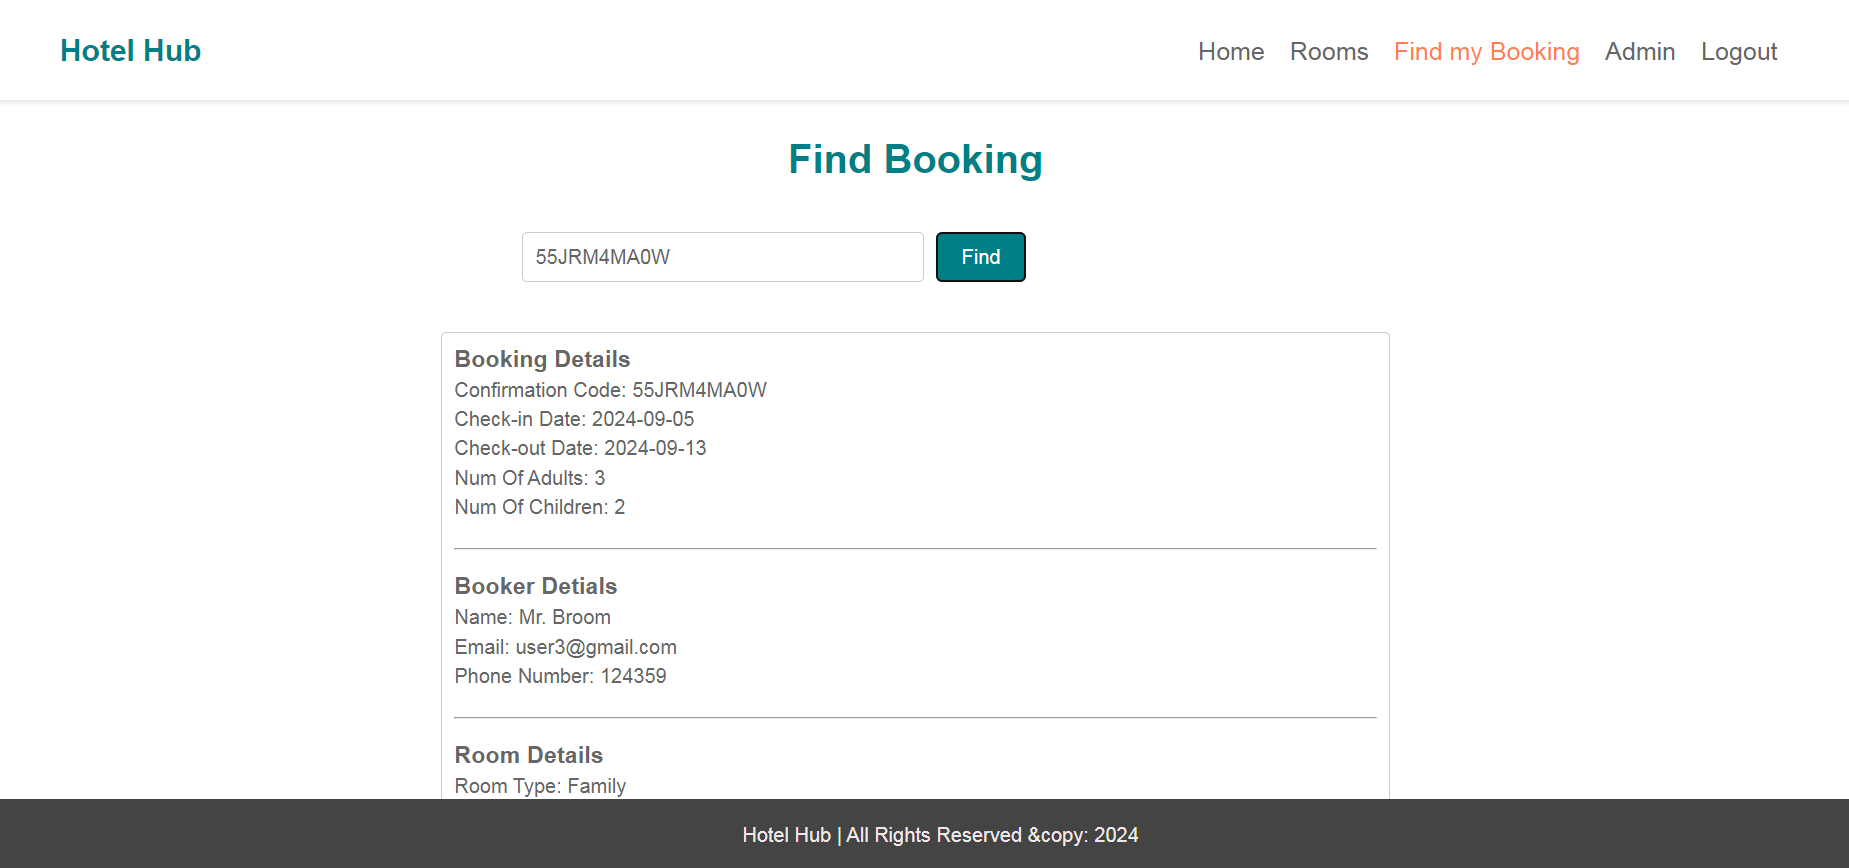 Hotel Hub
Home Rooms Find my Booking Admin Logout
Find Booking
55JRM4MA0W Find
Booking Details
Confirmation Code: 55JRM4MA0W
Check-in Date: 2024-09-05
Check-out Date: 2024-09-13
Num Of Adults: 3
Num Of Children: 2
Booker Detials
Name: Mr. Broom
Email: user3@gmail.com
Phone Number: 124359
Room Details
Room Type: Family
Hotel Hub | All Rights Reserved &copy: 2024